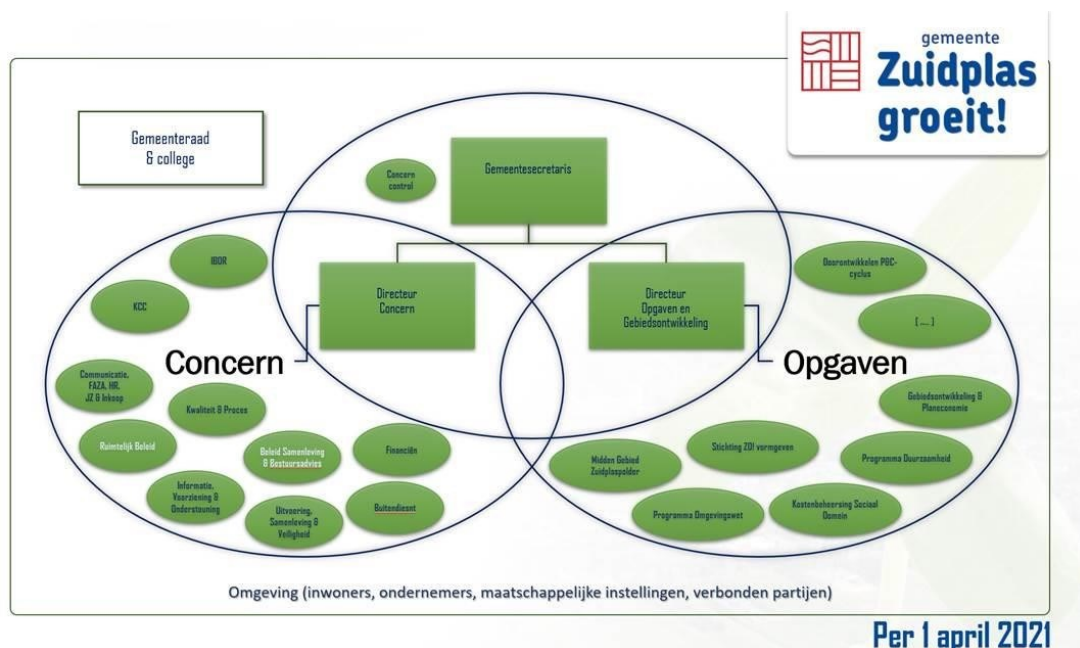 gemeente
Zuidplas
groeit!
Gemeenteraad
& college
Gemeentesecretaris
Concern
control
Directeur
Concern
Directeur
Opgaven en
Gebiedsontwikkeling
Concern
IBOR
KCC
Communicatie,
FAZA, HR,
JZ & Inkoop
Kwaliteit & Proces
Ruimtelijk Beleid
Beleid Samenleving
& Bestuursadvies
Financiën
Informatie,
Voorziening &
Ondersteuning
Uitvoering,
Samenleving &
Veiligheid
Buitendiesnt
Opgaven
Doorontwikkelen P&C-
cyclus
[ .... ]
Gebiedsontwikkeling &
Planeconomie
Stichting ZO! vormgeven
Midden Gebied
Zuidplaspolder
Programma Duurzaamheid
Programma Omgevingswet
Kostenbeheersing Sociaal
Domein
Omgeving (inwoners, ondernemers, maatschappelijke instellingen, verbonden partijen)
Per 1 april 2021